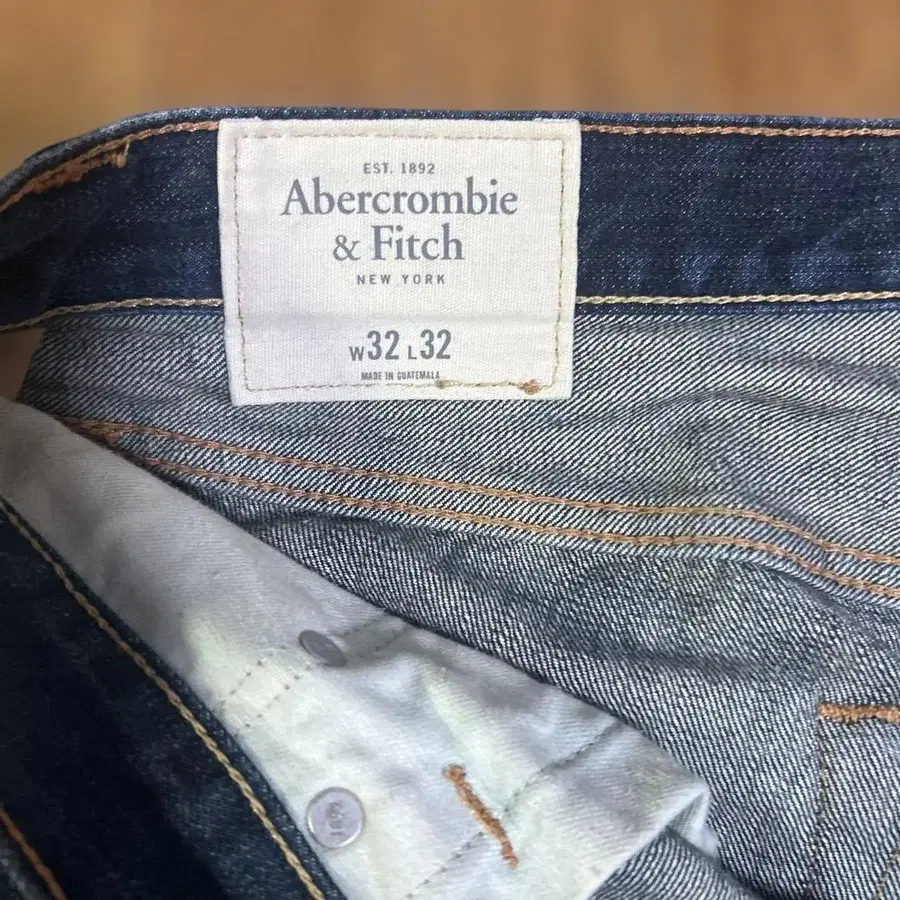 EST. 1892
Abercrombie
& Fitch
NEW YORK
W32 L32
MADE IN GUATEMALA